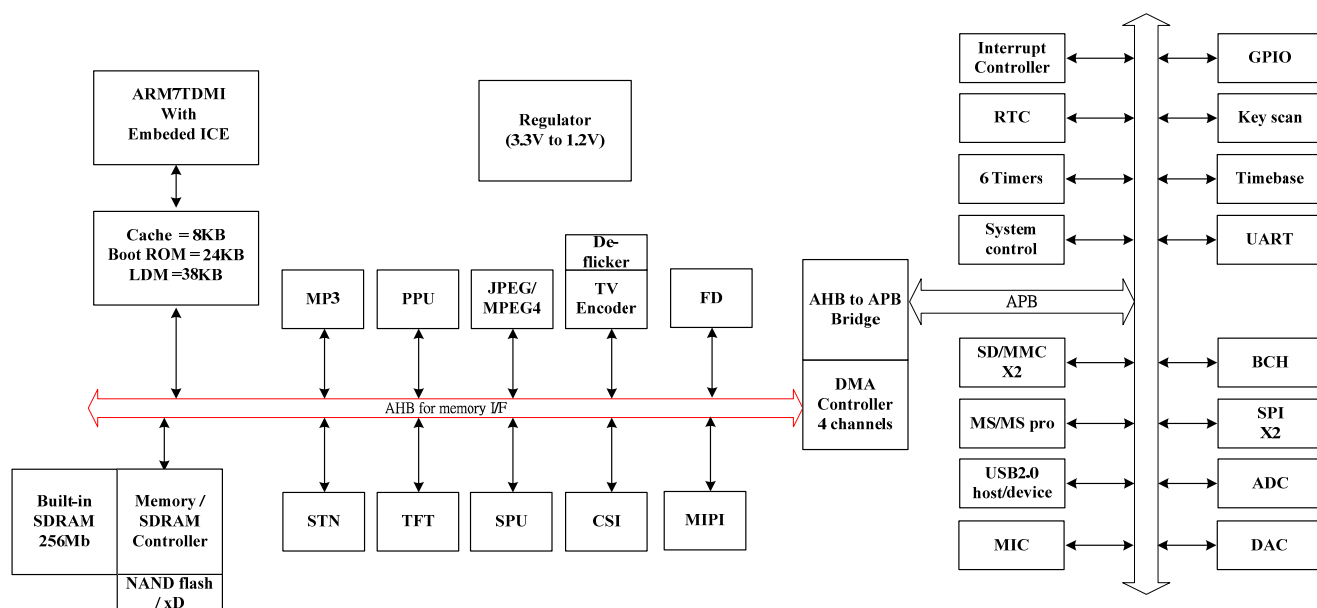 ARM7TDMI
With
Embeded ICE
Regulator
(3.3V to 1.2V)
Cache = 8KB
Boot ROM = 24KB
LDM =38KB
MP3
PPU
JPEG/
MPEG4
De-
flicker
TV
Encoder
FD
AHB for memory I/F
AHB to APB
Bridge
DMA
Controller
4 channels
Built-in
SDRAM
256Mb
Memory /
SDRAM
Controller
NAND flash
/ xD
STN
TFT
SPU
CSI
MIPI
APB
Interrupt
Controller
GPIO
RTC
Key scan
6 Timers
Timebase
System
control
UART
SD/MMC
X2
BCH
MS/MS pro
SPI
X2
USB2.0
host/device
ADC
MIC
DAC